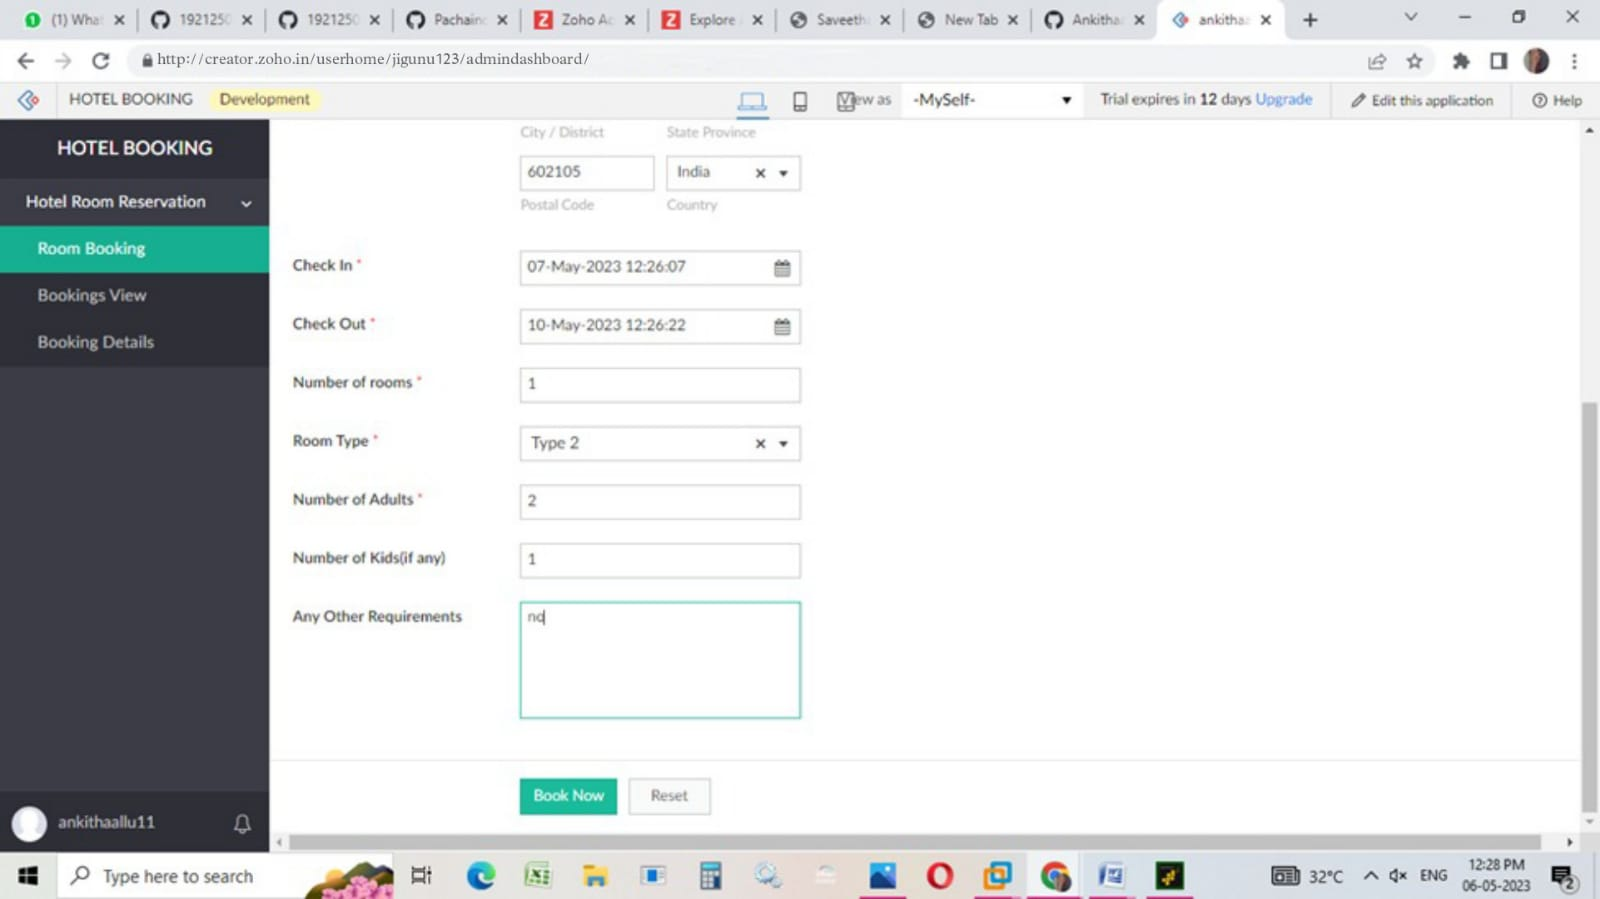 (1) What
1921250
1921250
Pachain
Zoho Ac
Explore
Saveeth
New Tab
Ankitha
ankitha
http://creator.zoho.in/userhome/jigunu123/admindashboard/
HOTEL BOOKING
Development
View as
-MySelf-
Trial expires in 12 days Upgrade
Edit this application
Help
HOTEL BOOKING
Hotel Room Reservation
Room Booking
Bookings View
Booking Details
ankithaallu11
City / District
State Province
602105
India
Postal Code
Country
Check In *
07-May-2023 12:26:07
Check Out *
10-May-2023 12:26:22
Number of rooms *
1
Room Type *
Type 2
Number of Adults *
2
Number of Kids(if any)
1
Any Other Requirements
no
Book Now
Reset
Type here to search
32°C
ENG
12:28 PM
06-05-2023
2